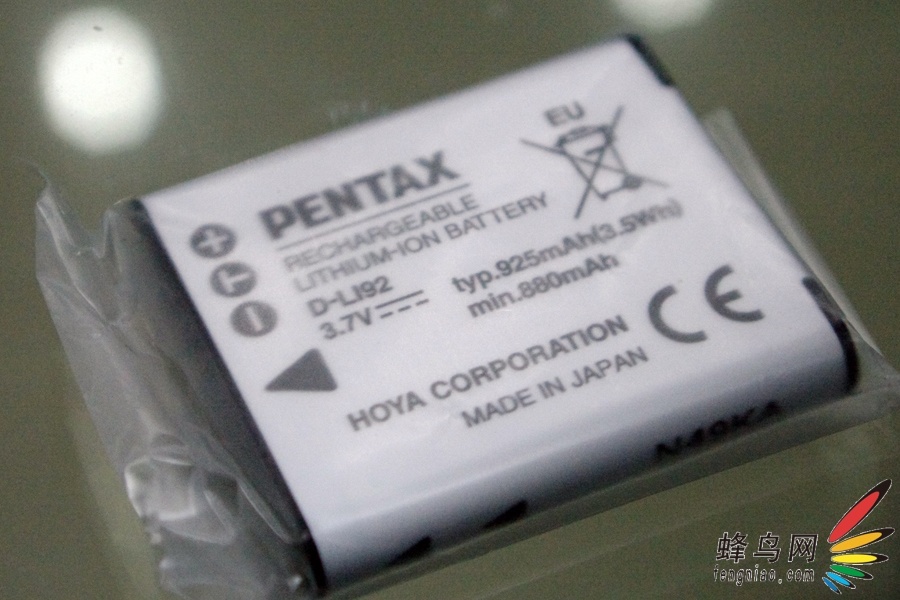 EU
PENTAX
RECHARGEABLE
LITHIUM-ION BATTERY
D-LI92 typ.925mAh(3.5Wh)
3.7V min.880mAh
+
T
–
CE
HOYA CORPORATION
MADE IN JAPAN
N49KA
蜂鸟网
fengniao.com